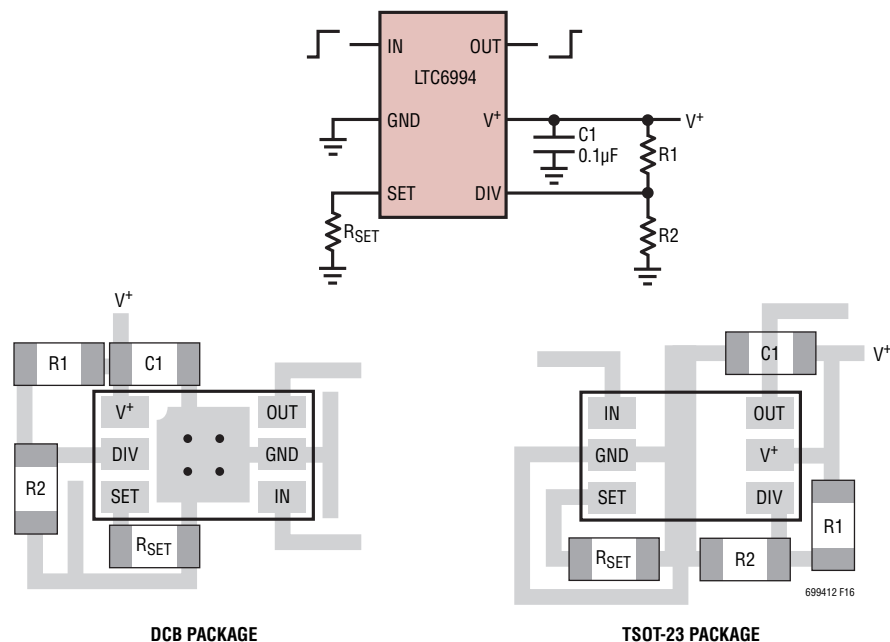 IN
OUT
LTC6994
GND
V+
V+
C1
0.1µF
R1
SET
DIV
RSET
R2
V+
R1
C1
V+
OUT
DIV
GND
R2
SET
IN
RSET
C1
V+
IN
OUT
GND
V+
SET
DIV
R1
RSET
R2
699412 F16
DCB PACKAGE
TSOT-23 PACKAGE